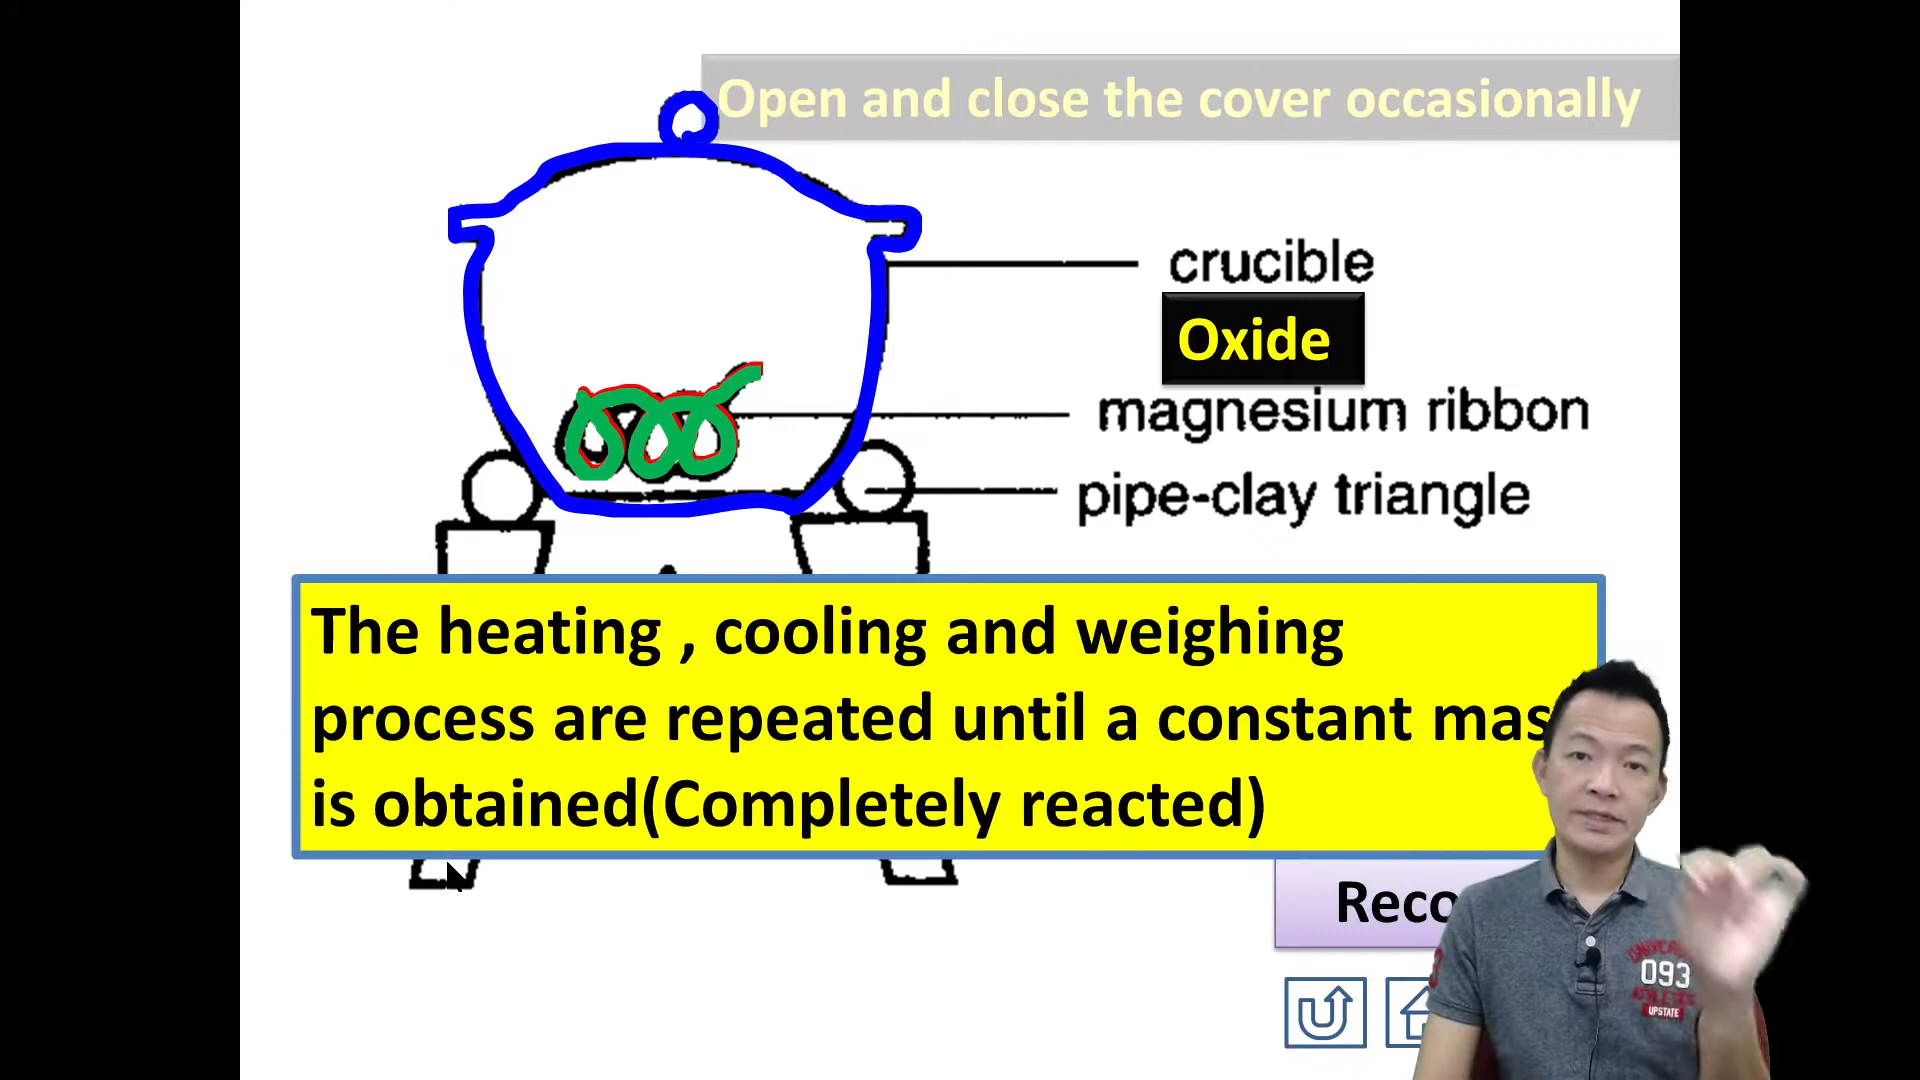 Open and close the cover occasionally
crucible
Oxide
magnesium ribbon
pipe-clay triangle
The heating , cooling and weighing
process are repeated until a constant mas
is obtained(Completely reacted)
Reco
093
UPSTATE